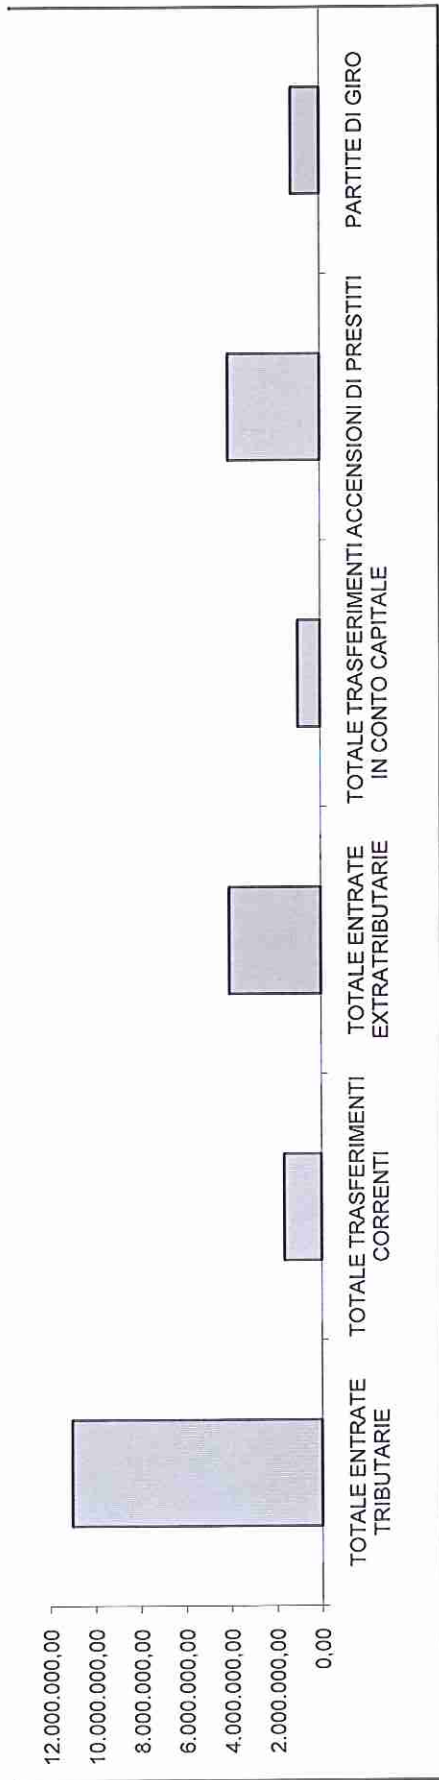 12.000.000,00
10.000.000,00
8.000.000,00
6.000.000,00
4.000.000,00
2.000.000,00
0,00
TOTALE ENTRATE
TRIBUTARIE
TOTALE TRASFERIMENTI
CORRENTI
TOTALE ENTRATE
EXTRATRIBUTARIE
TOTALE TRASFERIMENTI
IN CONTO CAPITALE
ACCENSIONI DI PRESTITI
PARTITE DI GIRO